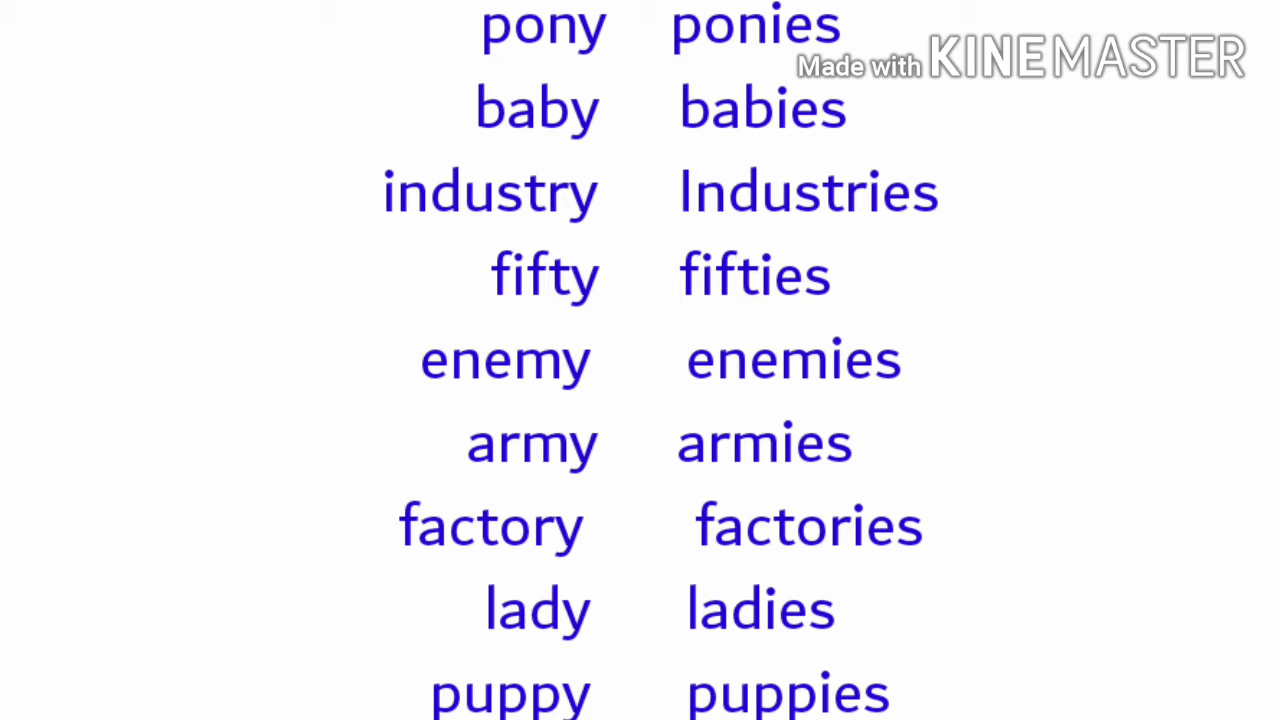 pony ponies
Made with KINEMASTER
baby babies
industry Industries
fifty fifties
enemy enemies
army armies
factory factories
lady ladies
puppy puppies